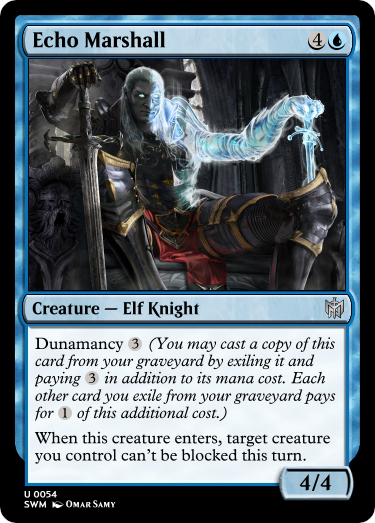 Echo Marshall 4
Creature — Elf Knight
Dunamancy 3 (You may cast a copy of this
card from your graveyard by exiling it and
paying 3 in addition to its mana cost. Each
other card you exile from your graveyard pays
for 1 of this additional cost.)
When this creature enters, target creature
you control can't be blocked this turn.
4/4
U 0054
SWM Omar Samy